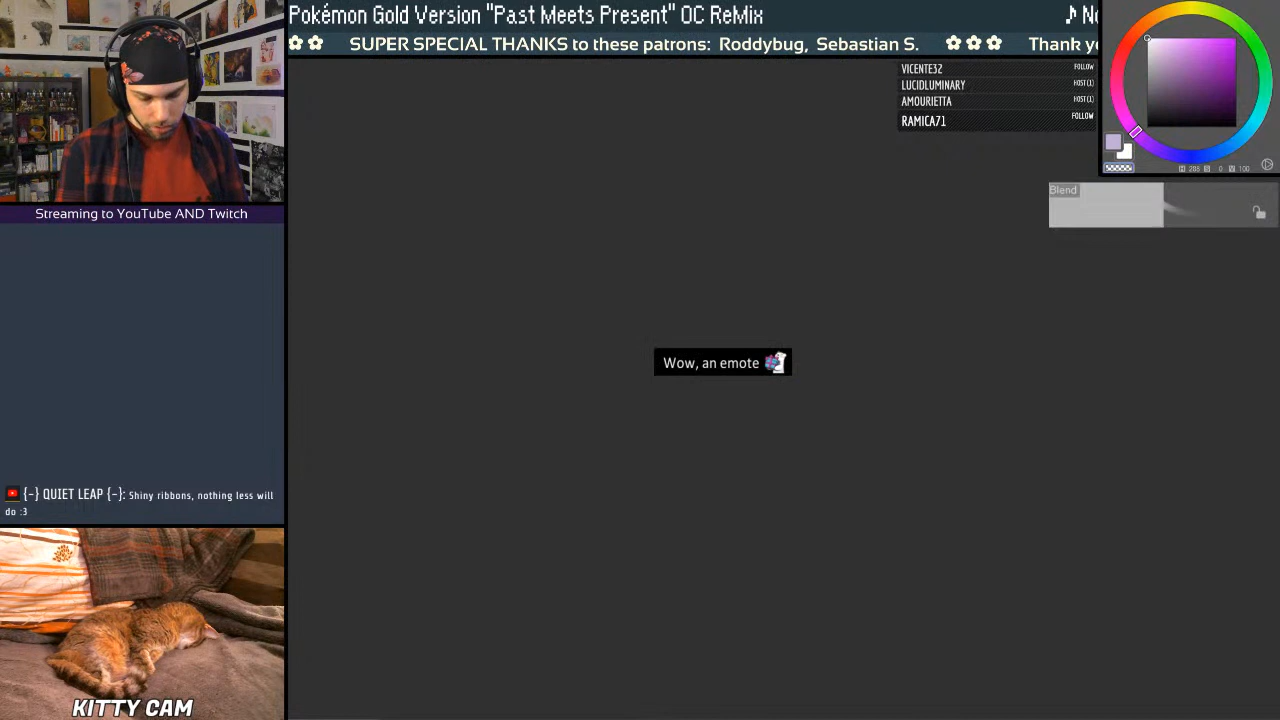 Pokémon Gold Version "Past Meets Present" OC ReMix
SUPER SPECIAL THANKS to these patrons: Roddybug, Sebastian S.
Thank
VICENTE32 FOLLOW
LUCIDLUMINARY HOST(1)
AMOURIETTA HOST(1)
RAMICA71 FOLLOW
Blend
Streaming to YouTube AND Twitch
Wow, an emote
{-} QUIET LEAP {-}: Shiny ribbons, nothing less will
do :3
KITTY CAM